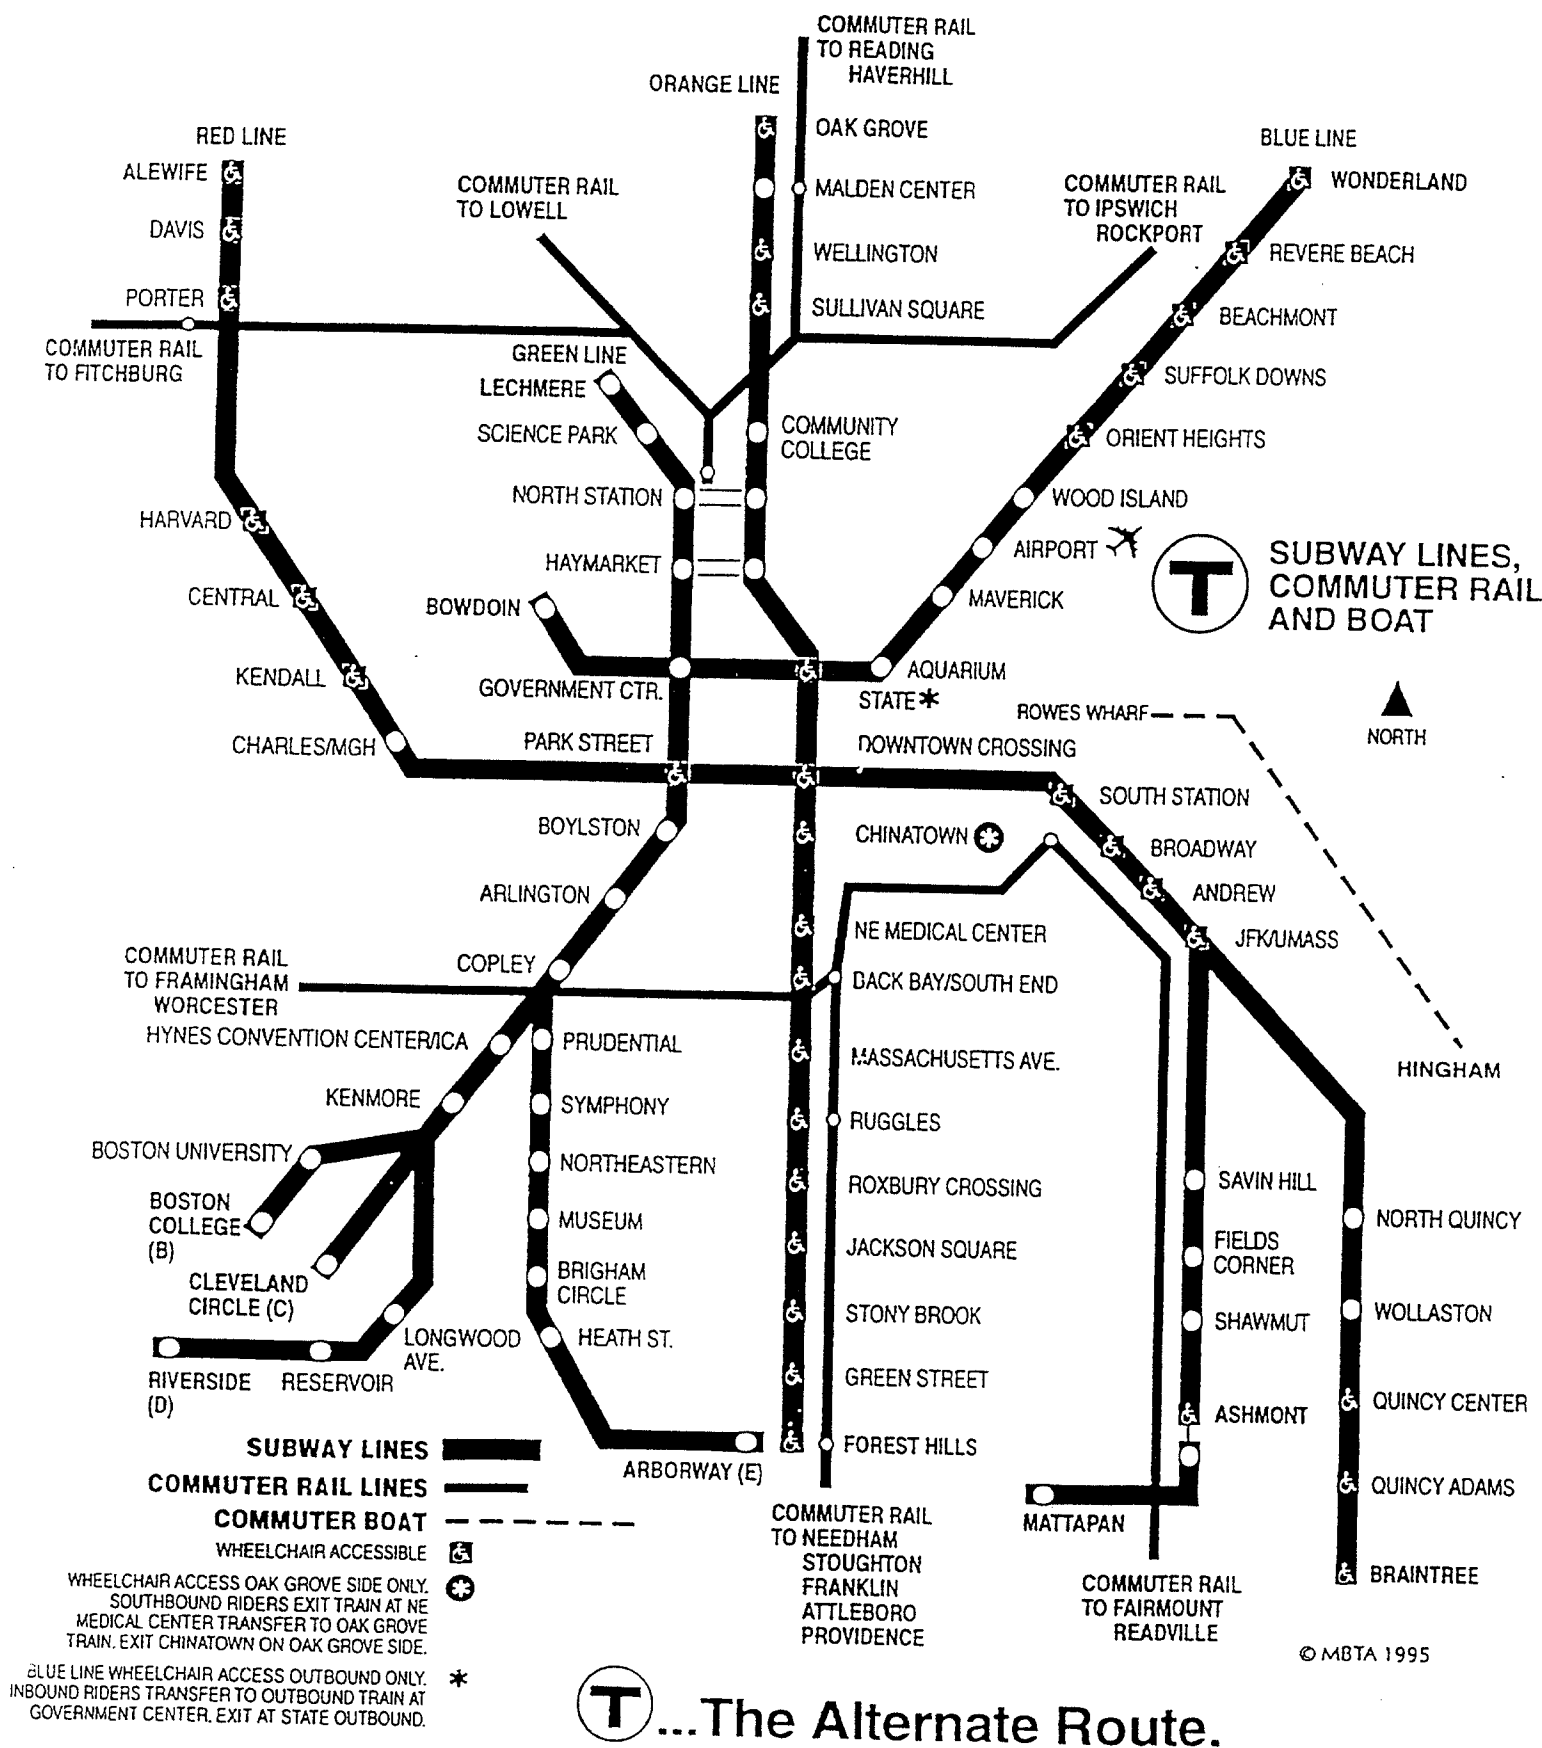 COMMUTER RAIL
TO READING
HAVERHILL
ORANGE LINE
OAK GROVE
MALDEN CENTER
WELLINGTON
SULLIVAN SQUARE
RED LINE
ALEWIFE
DAVIS
PORTER
COMMUTER RAIL
TO FITCHBURG
COMMUTER RAIL
TO LOWELL
GREEN LINE
LECHMERE
SCIENCE PARK
NORTH STATION
HAYMARKET
COMMUNITY
COLLEGE
BLUE LINE
WONDERLAND
COMMUTER RAIL
TO IPSWICH
ROCKPORT
REVERE BEACH
BEACHMONT
SUFFOLK DOWNS
ORIENT HEIGHTS
WOOD ISLAND
AIRPORT
MAVERICK
AQUARIUM
T
SUBWAY LINES,
COMMUTER RAIL
AND BOAT
HARVARD
CENTRAL
KENDALL
CHARLES/MGH
BOWDOIN
GOVERNMENT CTR.
STATE*
ROWES WHARF
NORTH
PARK STREET
DOWNTOWN CROSSING
SOUTH STATION
BOYLSTON
CHINATOWN
BROADWAY
ARLINGTON
ANDREW
NE MEDICAL CENTER
JFK/UMASS
COPLEY
COMMUTER RAIL
TO FRAMINGHAM
WORCESTER
BACK BAY/SOUTH END
HYNES CONVENTION CENTER/ICA
PRUDENTIAL
MASSACHUSETTS AVE.
HINGHAM
KENMORE
SYMPHONY
RUGGLES
BOSTON UNIVERSITY
NORTHEASTERN
ROXBURY CROSSING
SAVIN HILL
BOSTON
COLLEGE
(B)
MUSEUM
JACKSON SQUARE
FIELDS
CORNER
NORTH QUINCY
CLEVELAND
CIRCLE (C)
BRIGHAM
CIRCLE
STONY BROOK
SHAWMUT
WOLLASTON
LONGWOOD
AVE.
HEATH ST.
GREEN STREET
RIVERSIDE
(D)
RESERVOIR
ASHMONT
QUINCY CENTER
FOREST HILLS
ARBORWAY (E)
QUINCY ADAMS
MATTAPAN
BRAINTREE
COMMUTER RAIL
TO NEEDHAM
STOUGHTON
FRANKLIN
ATTLEBORO
PROVIDENCE
COMMUTER RAIL
TO FAIRMOUNT
READVILLE
SUBWAY LINES
COMMUTER RAIL LINES
COMMUTER BOAT
WHEELCHAIR ACCESSIBLE
WHEELCHAIR ACCESS OAK GROVE SIDE ONLY.
SOUTHBOUND RIDERS EXIT TRAIN AT NE
MEDICAL CENTER TRANSFER TO OAK GROVE
TRAIN. EXIT CHINATOWN ON OAK GROVE SIDE.
BLUE LINE WHEELCHAIR ACCESS OUTBOUND ONLY. *
INBOUND RIDERS TRANSFER TO OUTBOUND TRAIN AT
GOVERNMENT CENTER. EXIT AT STATE OUTBOUND.
© MBTA 1995
T ...The Alternate Route.